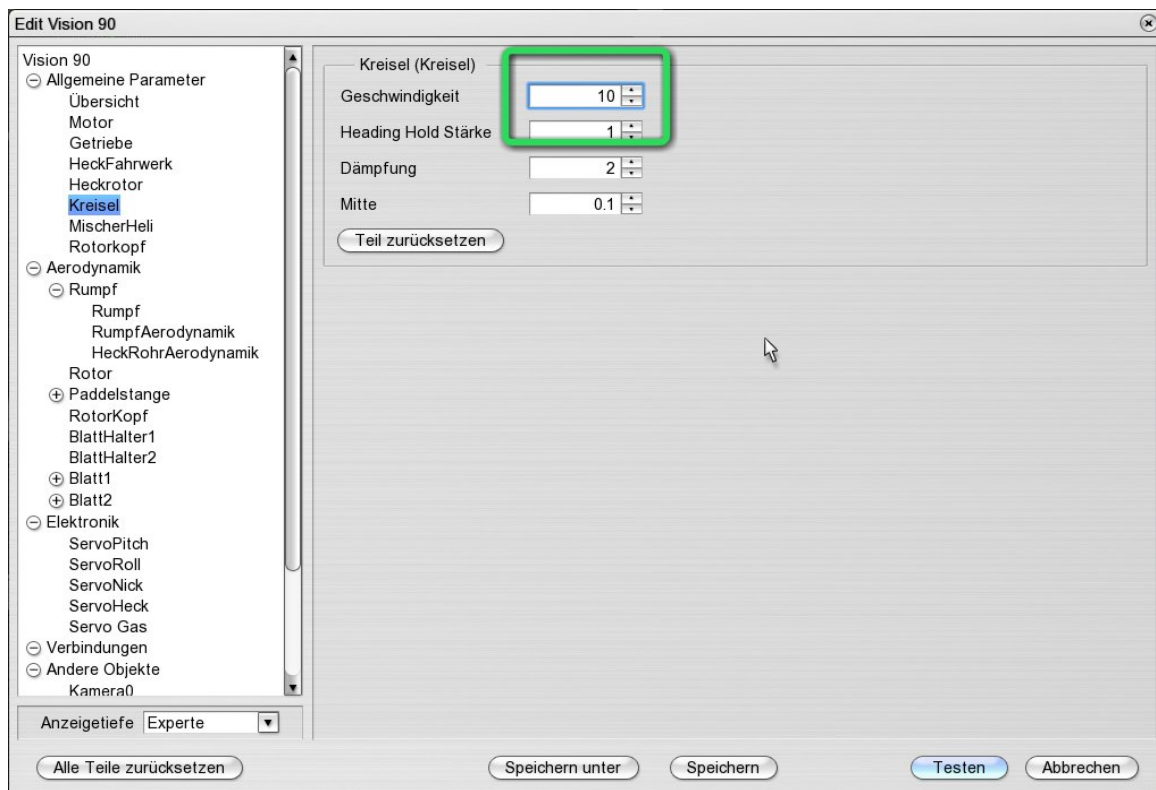 Edit Vision 90
Vision 90
Allgemeine Parameter
Übersicht
Motor
Getriebe
HeckFahrwerk
Heckrotor
Kreisel
MischerHeli
Rotorkopf
Aerodynamik
Rumpf
Rumpf
RumpfAerodynamik
HeckRohrAerodynamik
Rotor
Paddelstange
RotorKopf
BlattHalter1
BlattHalter2
Blatt1
Blatt2
Elektronik
ServoPitch
ServoRoll
ServoNick
ServoHeck
Servo Gas
Verbindungen
Andere Objekte
Kamera0
Anzeigetiefe Experte
Kreisel (Kreisel)
Geschwindigkeit 10
Heading Hold Stärke 1
Dämpfung 2
Mitte 0.1
Teil zurücksetzen
Alle Teile zurücksetzen Speichern unter Speichern Testen Abbrechen